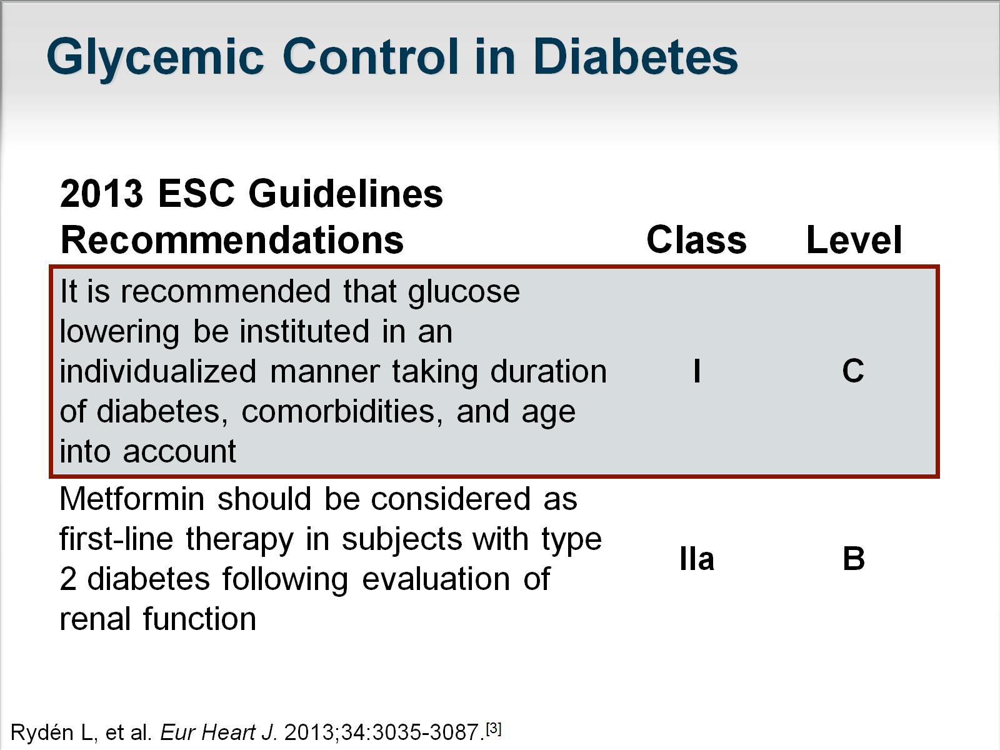 Glycemic Control in Diabetes
2013 ESC Guidelines
Recommendations Class Level
It is recommended that glucose
lowering be instituted in an
individualized manner taking duration
of diabetes, comorbidities, and age
into account
I C
Metformin should be considered as
first-line therapy in subjects with type
2 diabetes following evaluation of
renal function
IIa B
Rydén L, et al. Eur Heart J. 2013;34:3035-3087.[3]